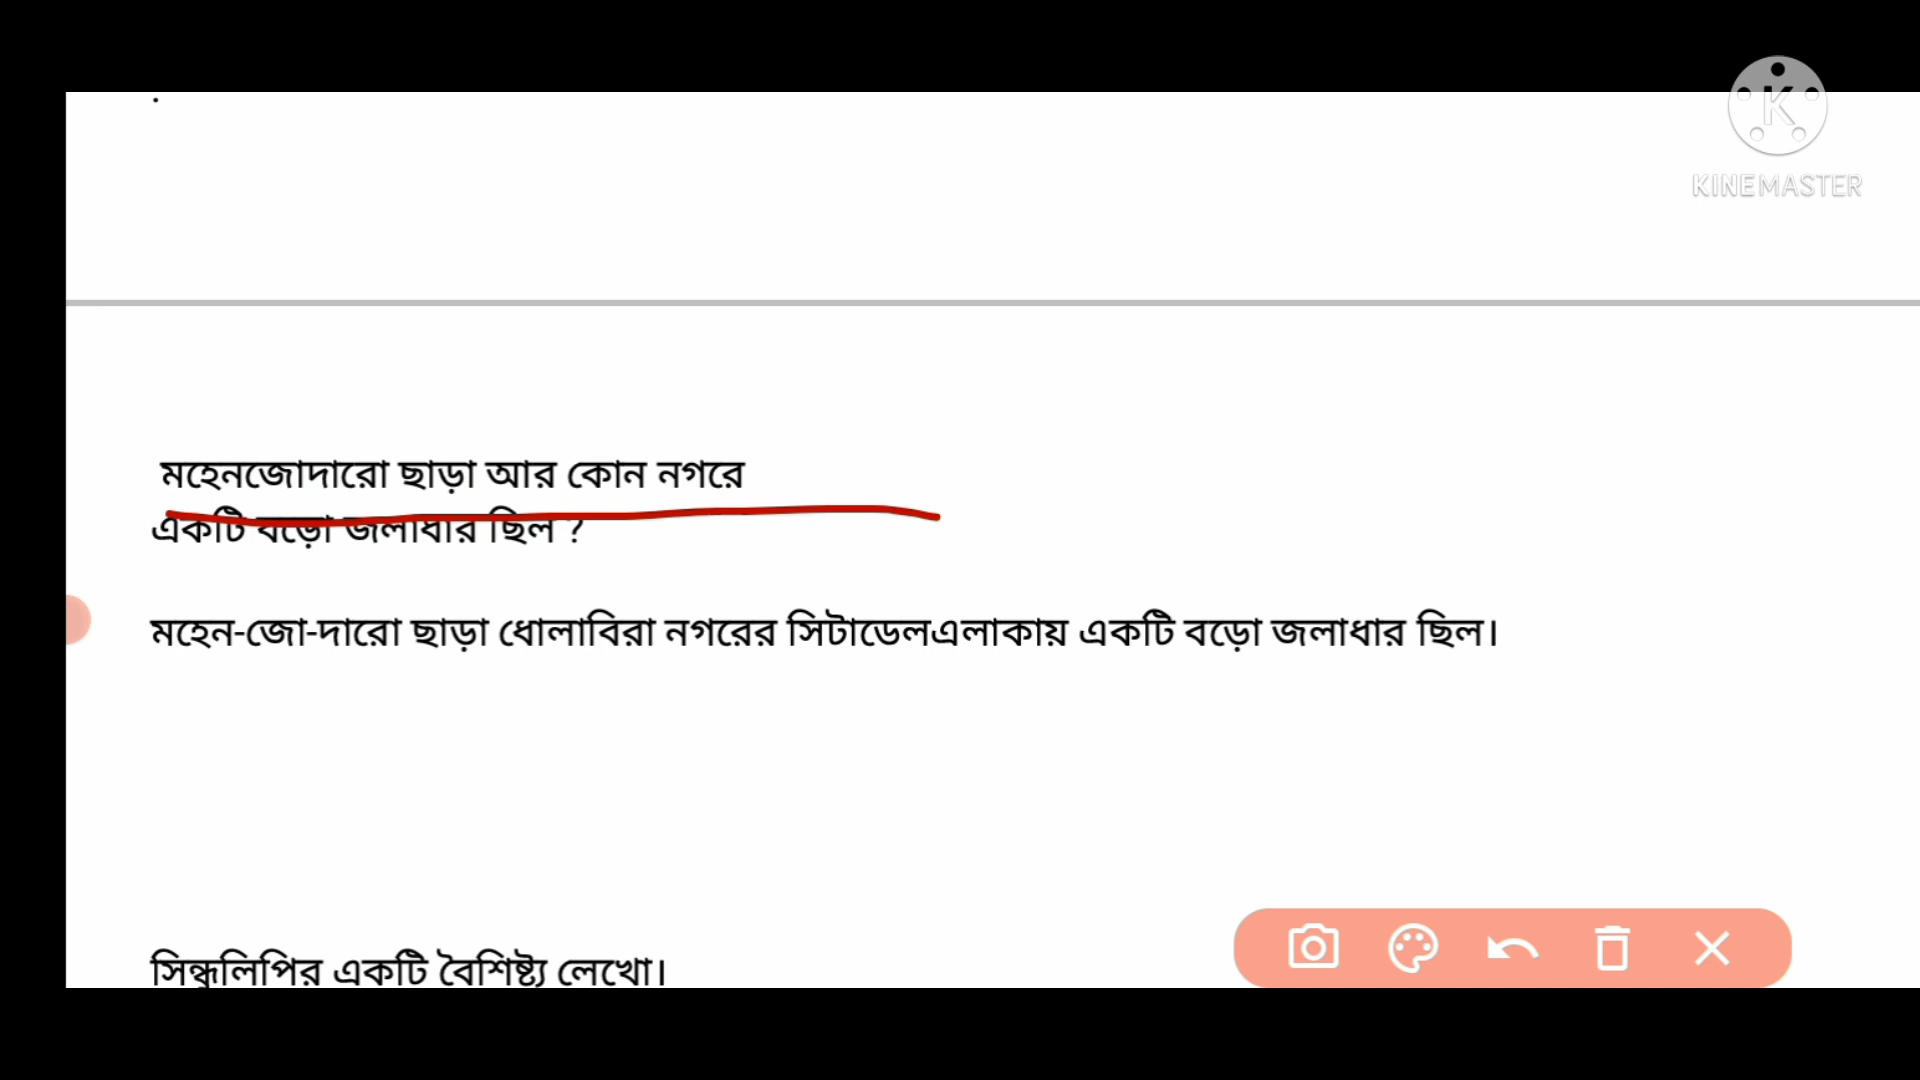 K
KINEMASTER
মহেনজোদারো ছাড়া আর কোন নগরে
একটি বড়ো জলাধার ছিল ?
মহেন-জো-দারো ছাড়া ধোলাবিরা নগরের সিটাডেলএলাকায় একটি বড়ো জলাধার ছিল।
সিন্ধুলিপির একটি বৈশিষ্ট্য লেখো।